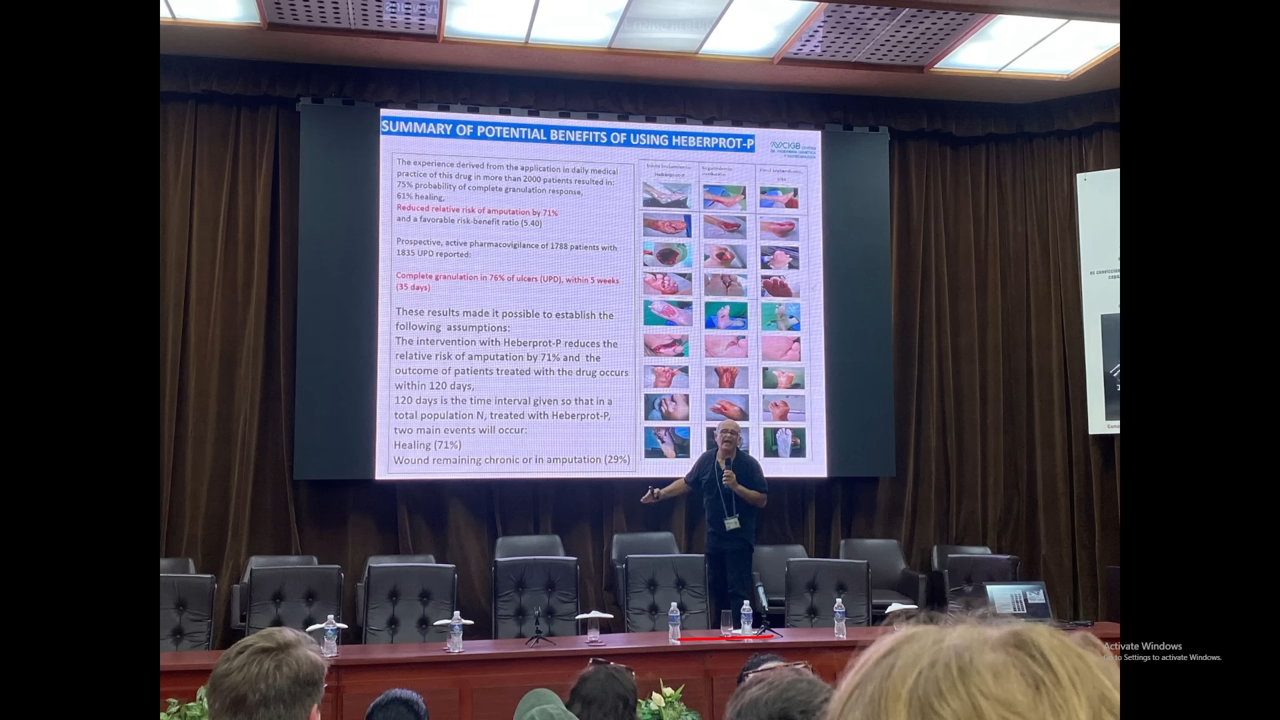 SUMMARY OF POTENTIAL BENEFITS OF USING HEBERPROT-P
CIGB
The experience derived from the application in daily medical
practice of this drug in more than 2000 patients resulted in:
75% probability of complete granulation response,
61% healing,
Reduced relative risk of amputation by 71%
and a favorable risk-benefit ratio (5.40)
Prospective, active pharmacovigilance of 1788 patients with
1835 UPD reported:
Complete granulation in 76% of ulcers (UPD), within 5 weeks
(35 days)
These results made it possible to establish the
following assumptions:
The intervention with Heberprot-P reduces the
relative risk of amputation by 71% and the
outcome of patients treated with the drug occurs
within 120 days,
120 days is the time interval given so that in a
total population N, treated with Heberprot-P,
two main events will occur:
Healing (71%)
Wound remaining chronic or in amputation (29%)
Activate Windows
Go to Settings to activate Windows.